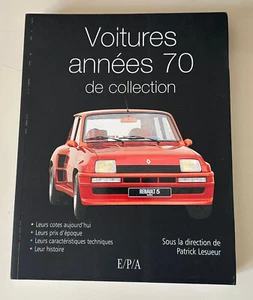 Voitures
années 70
de collection
RENAULT 5
• Leurs cotes aujourd'hui
• Leurs prix d'époque
• Leurs caractéristiques techniques
• Leur histoire
Sous la direction de
Patrick Lesueur
E/P/A